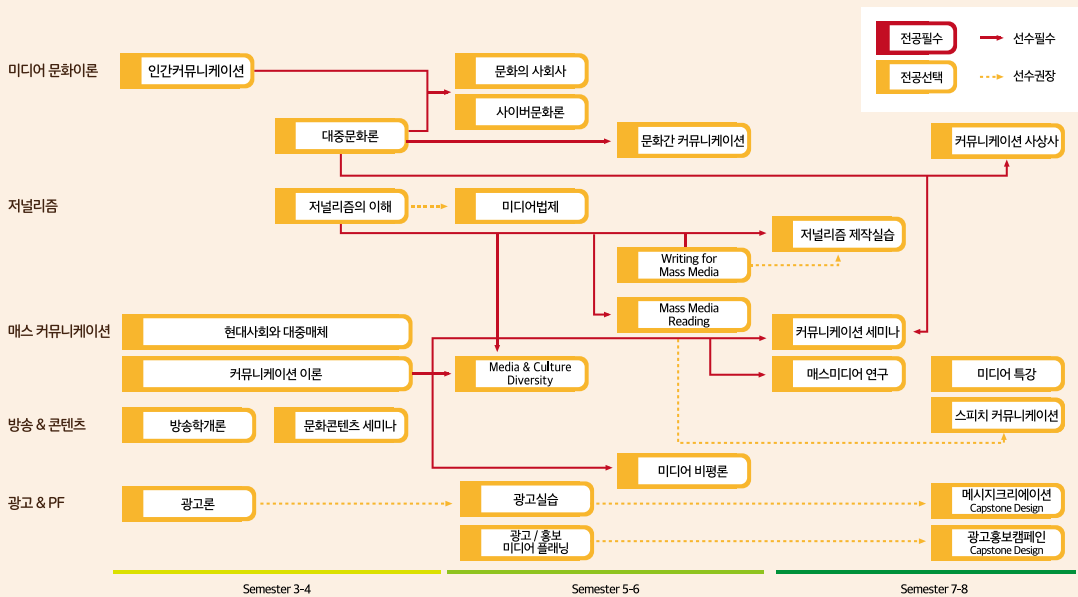 전공필수
선수필수
전공선택
선수권장
미디어 문화이론
인간커뮤니케이션
문화의 사회사
사이버문화론
대중문화론
문화간 커뮤니케이션
커뮤니케이션 사상사
저널리즘
저널리즘의 이해
미디어법제
저널리즘 제작실습
Writing for
Mass Media
Mass Media
Reading
매스 커뮤니케이션
현대사회와 대중매체
커뮤니케이션 세미나
커뮤니케이션 이론
Media & Culture
Diversity
매스미디어 연구
미디어 특강
방송 & 콘텐츠
방송학개론
문화콘텐츠 세미나
스피치 커뮤니케이션
미디어 비평론
광고 & PF
광고론
광고실습
메시지크리에이션
Capstone Design
광고 / 홍보
미디어 플래닝
광고홍보캠페인
Capstone Design
Semester 3-4
Semester 5-6
Semester 7-8